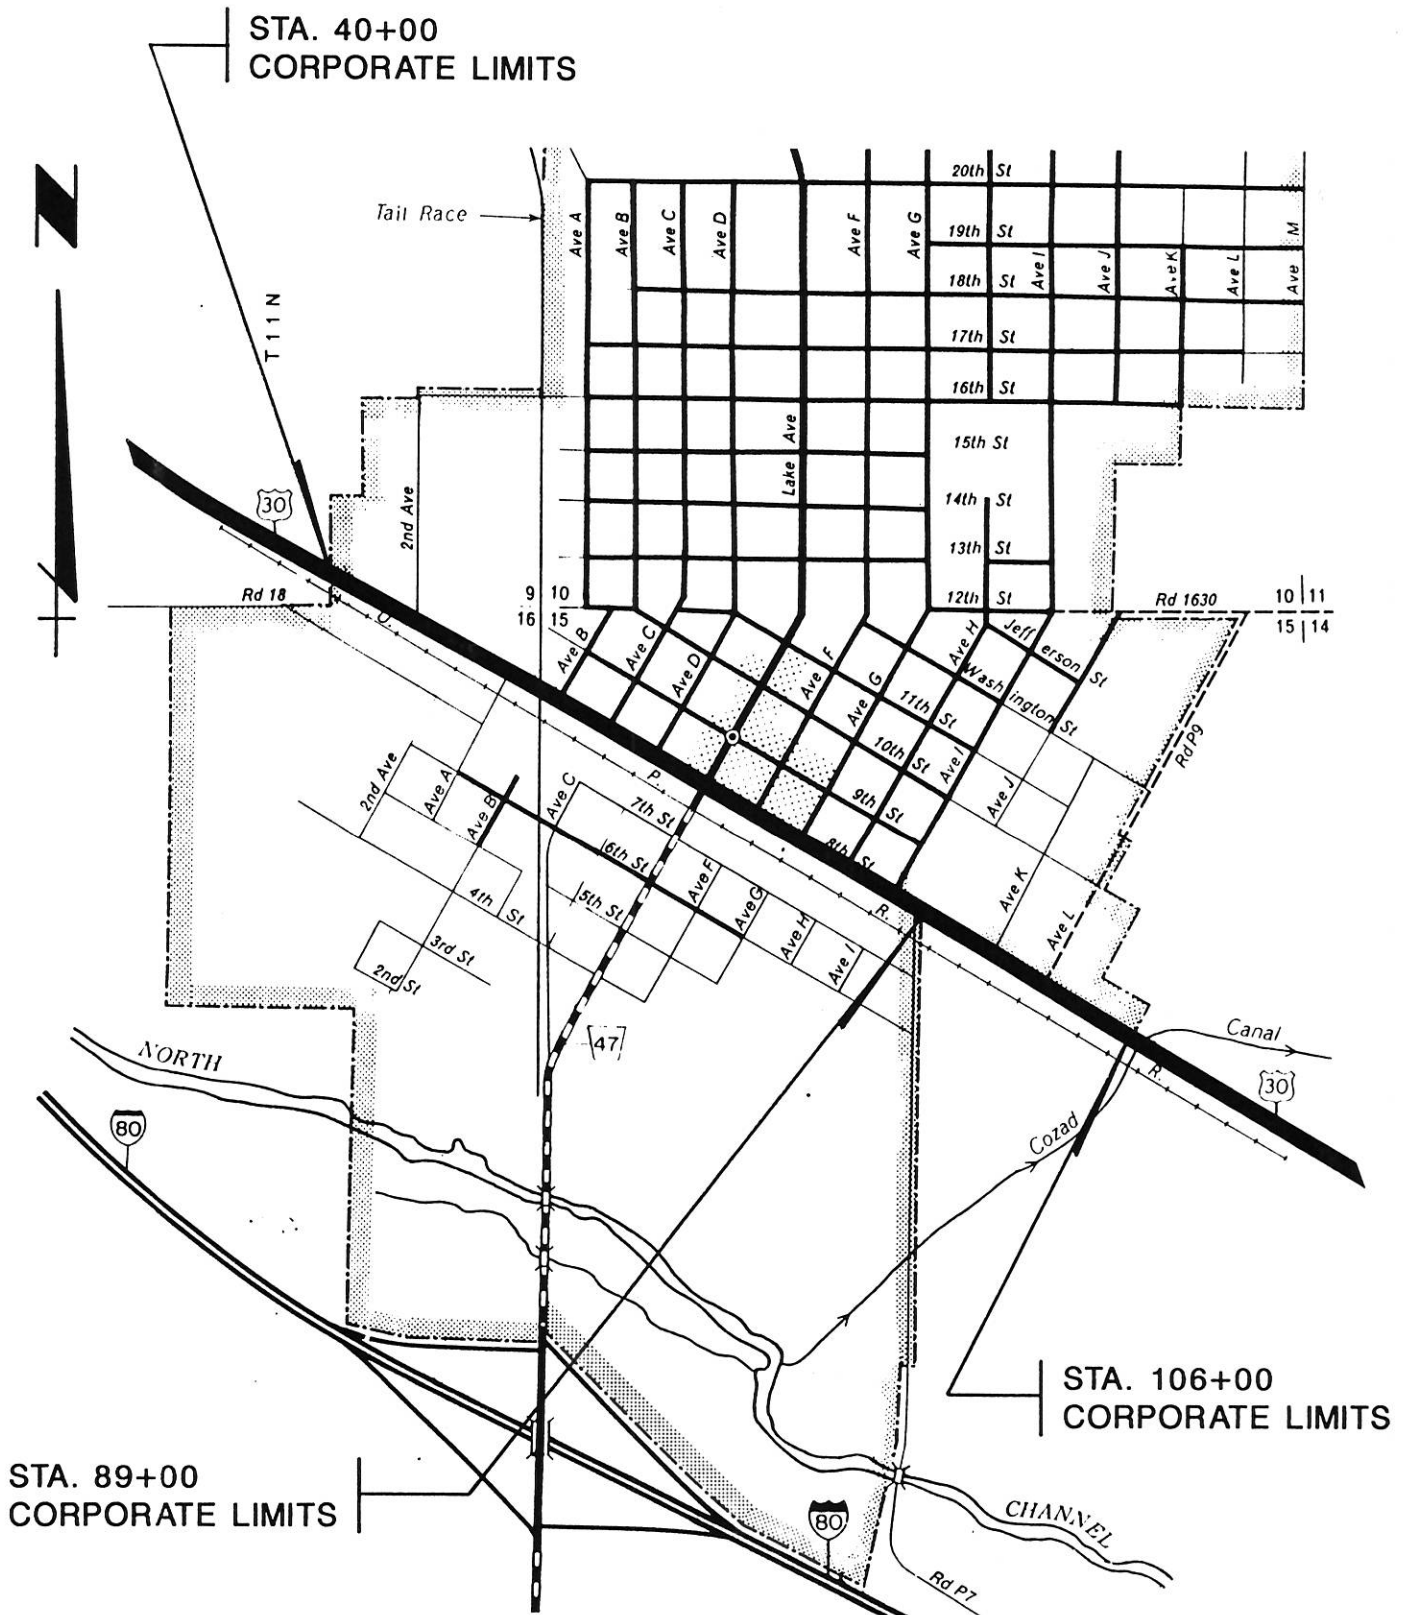 STA. 40+00
CORPORATE LIMITS
N
T11N
Tail Race
Ave A
Ave B
Ave C
Ave D
Ave F
Ave G
20th St
19th St
18th St
17th St
16th St
15th St
14th St
13th St
12th St
Ave I
Ave J
Ave K
Ave L
Ave M
Lake Ave
2nd Ave
30
Rd 18
9 10
16 15
Rd 1630
10 11
15 14
U.
P.
R.
R.
Ave B
Ave C
Ave D
Ave F
Ave G
Ave H
Jefferson St
Washington St
11th St
10th St
9th St
8th St
Ave I
Ave J
Ave K
Ave L
Rd P9
2nd Ave
Ave A
Ave B
Ave C
7th St
6th St
5th St
4th St
3rd St
2nd St
Ave F
Ave G
Ave H
Ave I
47
NORTH
80
Canal
30
Cozad
STA. 106+00
CORPORATE LIMITS
STA. 89+00
CORPORATE LIMITS
80
CHANNEL
Rd P7